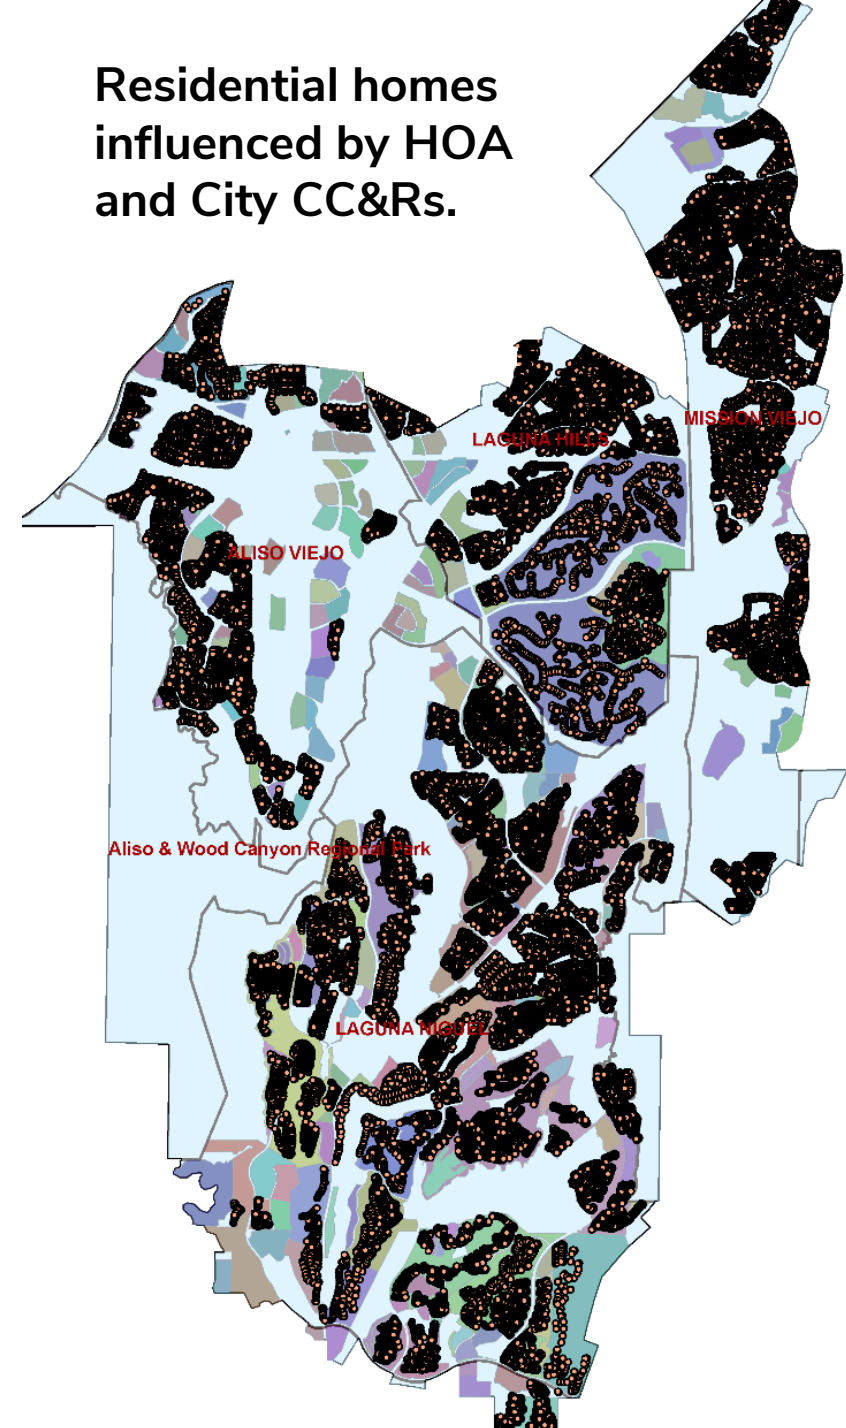 Residential homes
influenced by HOA
and City CC&Rs.
MISSION VIEJO
LAGUNA HILLS
ALISO VIEJO
Aliso & Wood Canyon Regional Park
LAGUNA NIGUEL